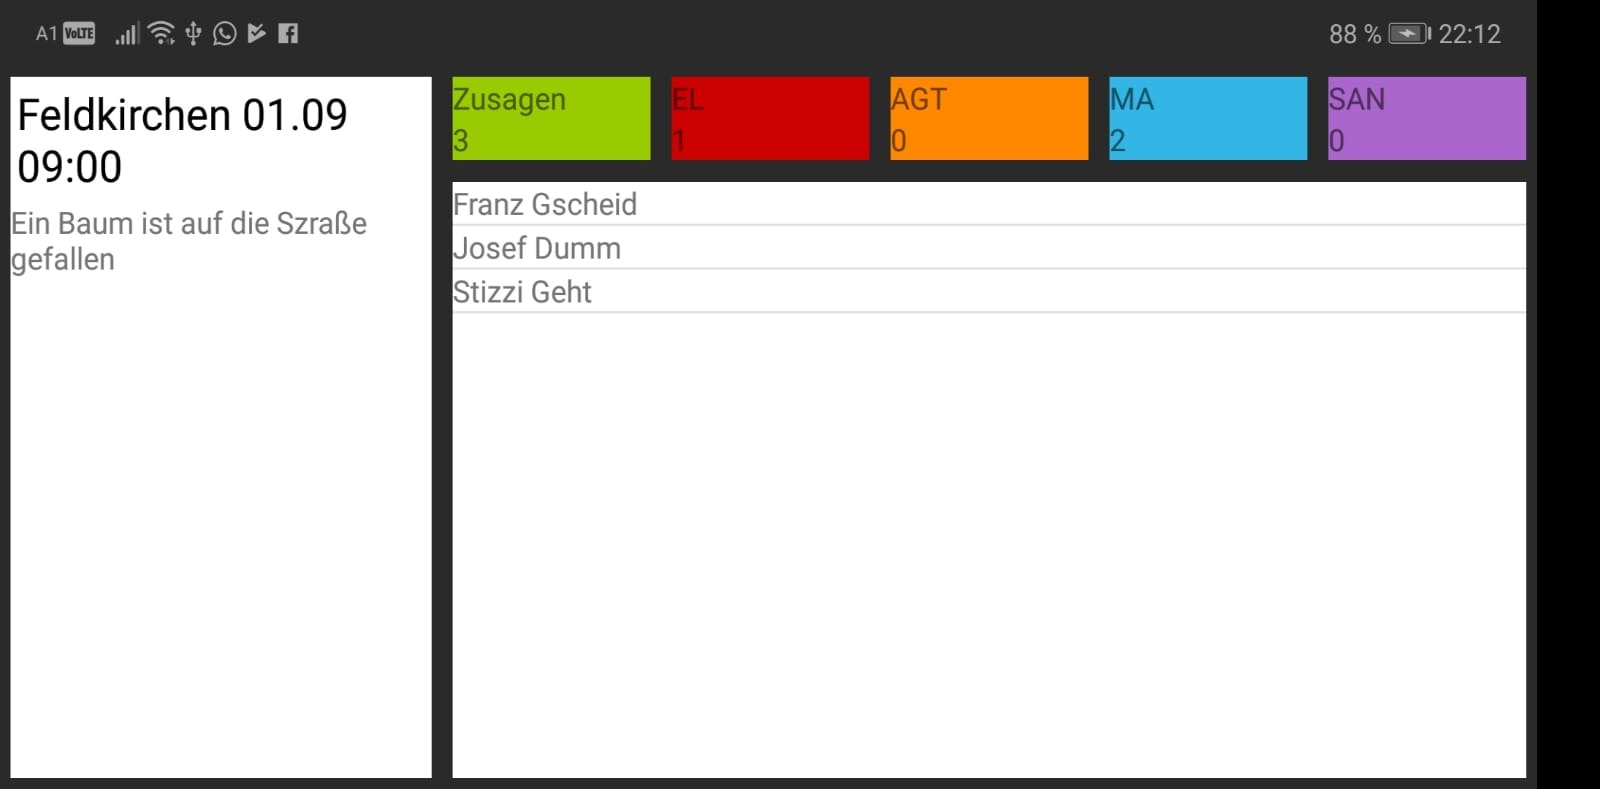 A1 VoLTE 88 % 22:12
Feldkirchen 01.09
09:00
Ein Baum ist auf die Szraße
gefallen
Zusagen
3
EL
1
AGT
0
MA
2
SAN
0
Franz Gscheid
Josef Dumm
Stizzi Geht